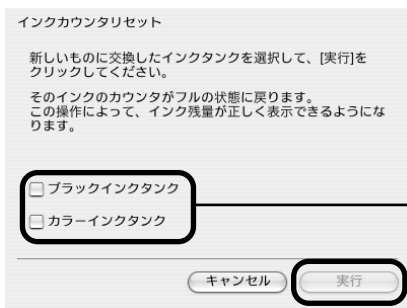 インクカウンタリセット
新しいものに交換したインクタンクを選択して、[実行]を
クリックしてください。
そのインクのカウンタがフルの状態に戻ります。
この操作によって、インク残量が正しく表示できるようにな
ります。
ブラックインクタンク
カラーインクタンク
キャンセル 実行